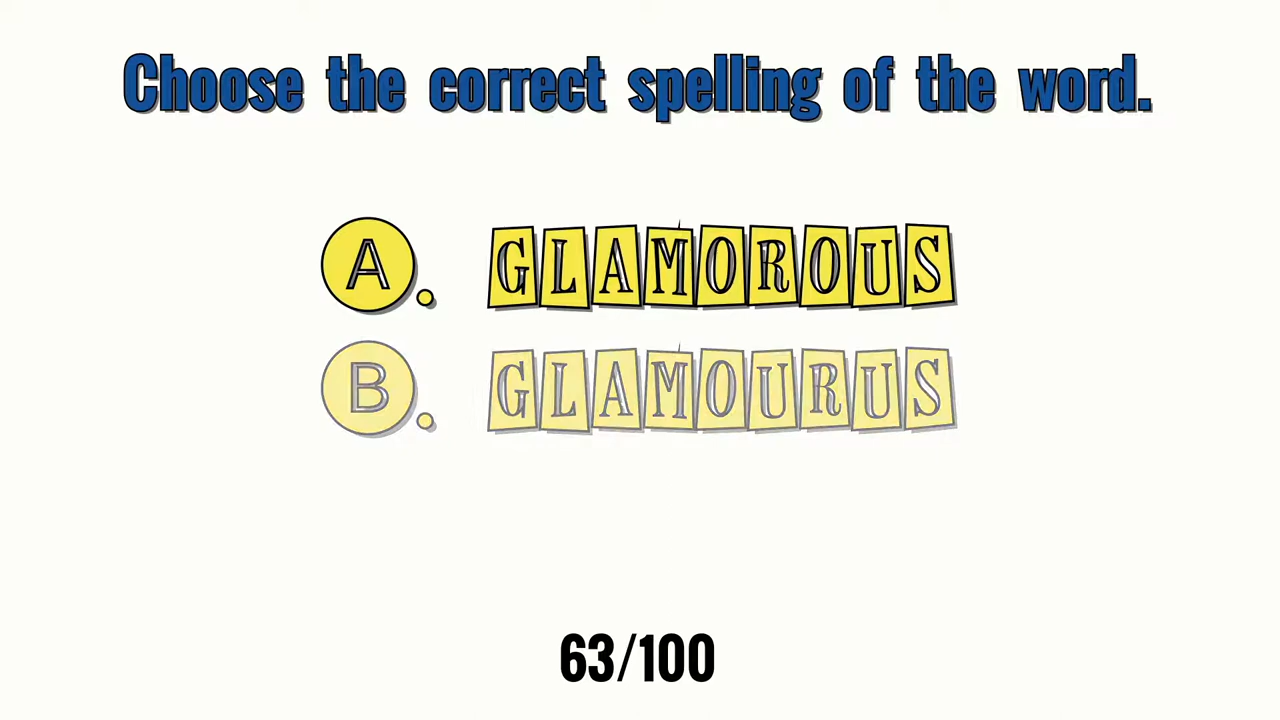 Choose the correct spelling of the word.
A. GLAMOROUS
B. GLAMOURUS
63/100